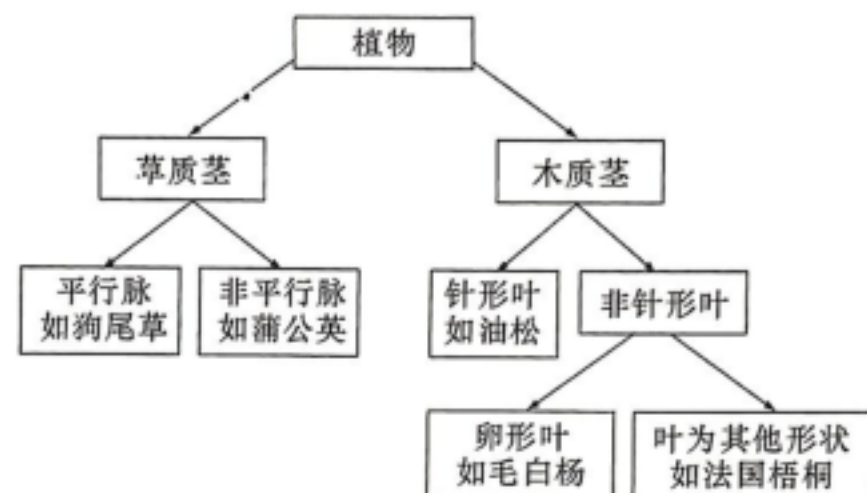 植物
草质茎
木质茎
平行脉
如狗尾草
非平行脉
如蒲公英
针形叶
如油松
非针形叶
卵形叶
如毛白杨
叶为其他形状
如法国梧桐